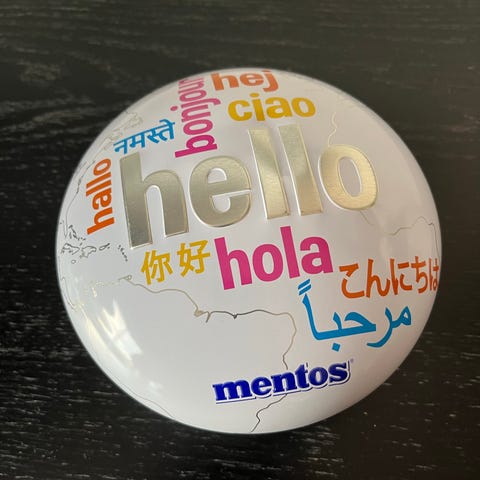 hej
bonjour
ciao
नमस्ते
hallo
hello
你好
hola
こんにちは
مرحباً
mentos